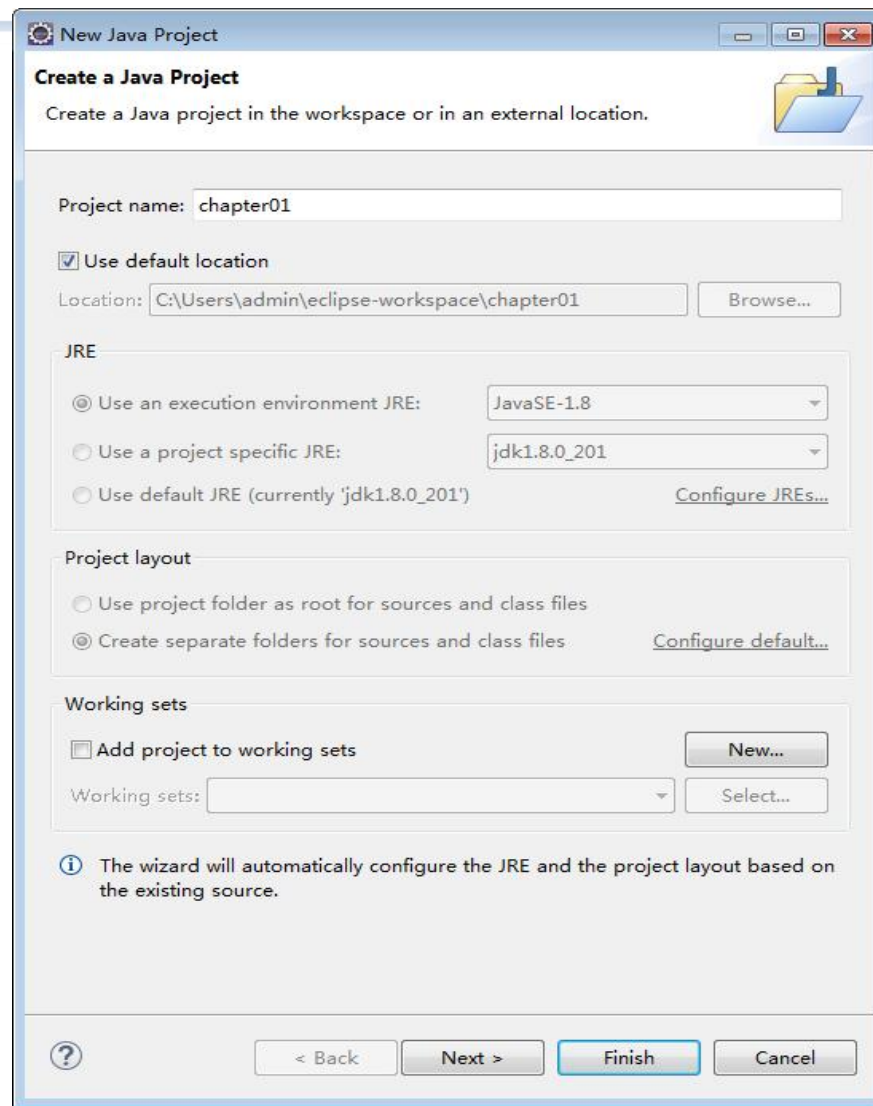 New Java Project
Create a Java Project
Create a Java project in the workspace or in an external location.
Project name: chapter01
Use default location
Location: C:\Users\admin\eclipse-workspace\chapter01 Browse...
JRE
Use an execution environment JRE: JavaSE-1.8
Use a project specific JRE: jdk1.8.0_201
Use default JRE (currently 'jdk1.8.0_201') Configure JREs...
Project layout
Use project folder as root for sources and class files
Create separate folders for sources and class files Configure default...
Working sets
Add project to working sets New...
Working sets: Select...
The wizard will automatically configure the JRE and the project layout based on
the existing source.
? < Back Next > Finish Cancel